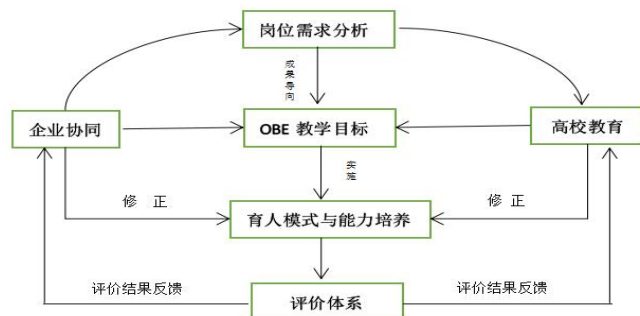 岗位需求分析
成果导向
企业协同
OBE 教学目标
高校教育
实施
修 正
修 正
育人模式与能力培养
评价结果反馈
评价结果反馈
评价体系